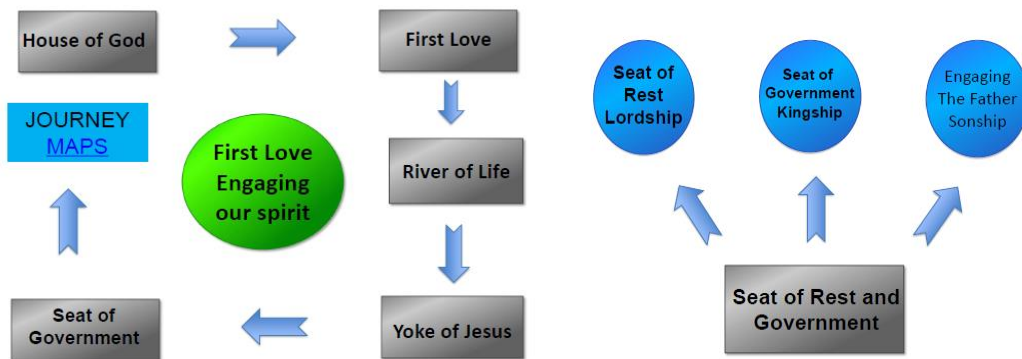 House of God
First Love
JOURNEY
MAPS
First Love
Engaging
our spirit
River of Life
Seat of
Government
Yoke of Jesus
Seat of
Rest
Lordship
Seat of
Government
Kingship
Engaging
The Father
Sonship
Seat of Rest and
Government